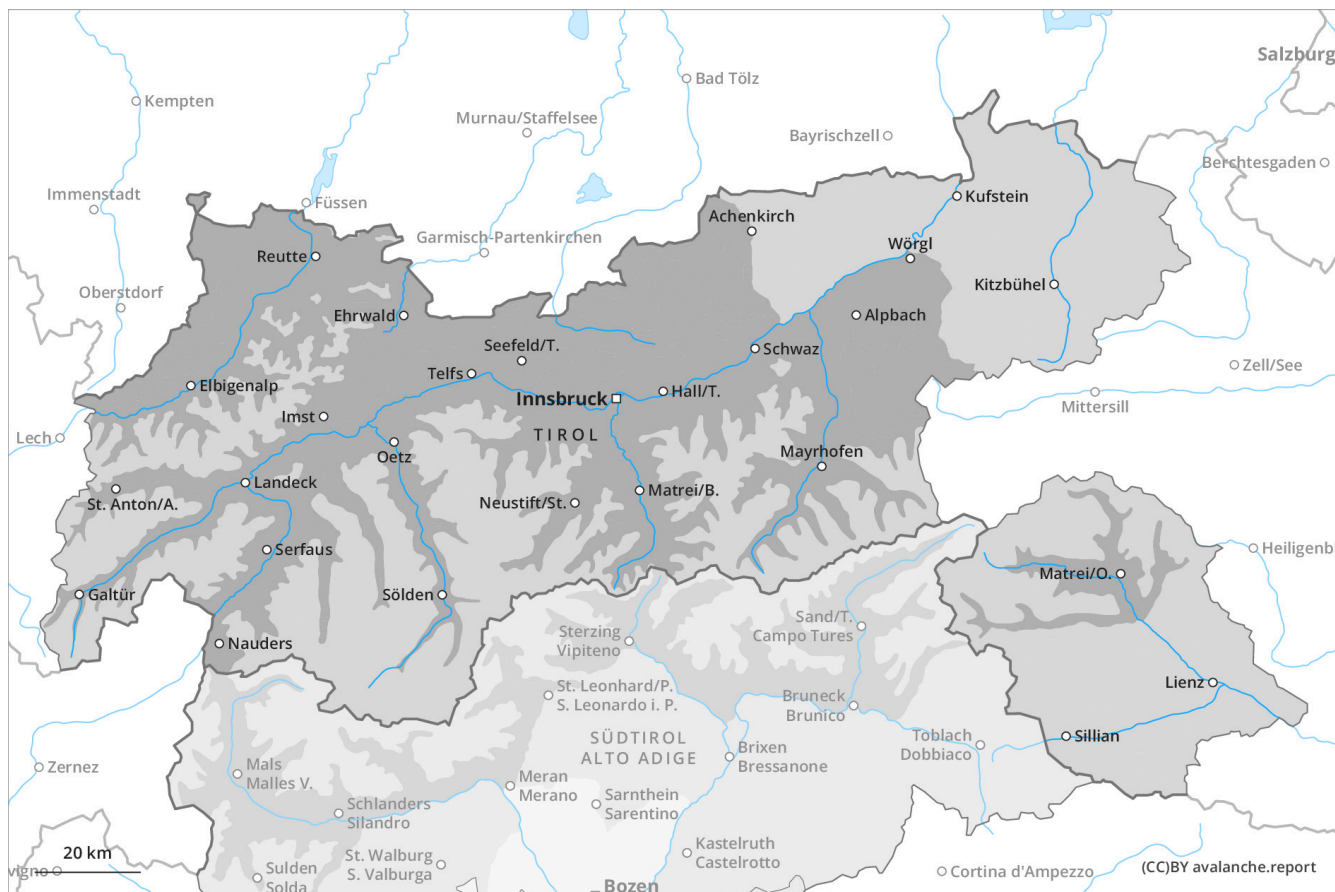 Salzburg
Bad Tölz
Kempten
Murnau/Staffelsee
Bayrischzell
Berchtesgaden
Immenstadt
Füssen
Kufstein
Achenkirch
Garmisch-Partenkirchen
Wörgl
Reutte
Kitzbühel
Oberstdorf
Ehrwald
Alpbach
Seefeld/T.
Schwaz
Zell/See
Telfs
Elbigenalp
Hall/T.
Innsbruck
Mittersill
Imst
Lech
TIROL
Oetz
Mayrhofen
Landeck
Matrei/B.
St. Anton/A.
Neustift/St.
Serfaus
Heiligenb
Matrei/O.
Galtür
Sölden
Sand/T.
Campo Tures
Sterzing
Vipiteno
Nauders
Lienz
St. Leonhard/P.
S. Leonardo i. P.
Bruneck
Brunico
SÜDTIROL
ALTO ADIGE
Toblach
Dobbiaco
Sillian
Brixen
Bressanone
Zernez
Mals
Malles V.
Meran
Merano
Sarnthein
Sarentino
Schlanders
Silandro
Kastelruth
Castelrotto
20 km
St. Walburg
S. Valburga
vigno
Sulden
Solda
Cortina d'Ampezzo
(CC)BY avalanche.report
Bozen